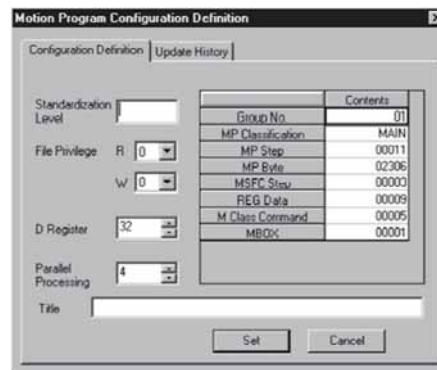 Motion Program Configuration Definition
Configuration Definition Update History
Standardization Level
File Privilege R 0
W 0
D Register 32
Parallel Processing 4
Contents
Group No. 01
MP Classification MAIN
MP Step 00011
MP Byte 02306
MSFC Step 00003
REG Data 00009
M Class Command 00005
MBOX 00001
Title
Set Cancel